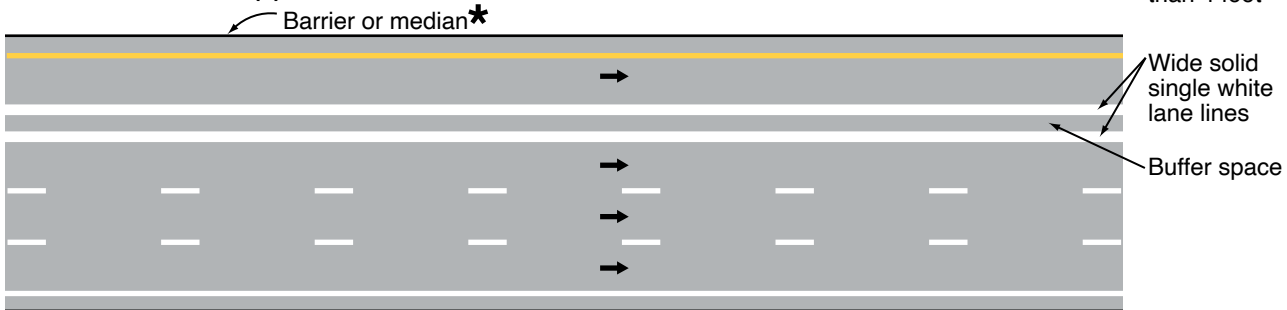 Barrier or median*
Wide solid
single white
lane lines
Buffer space